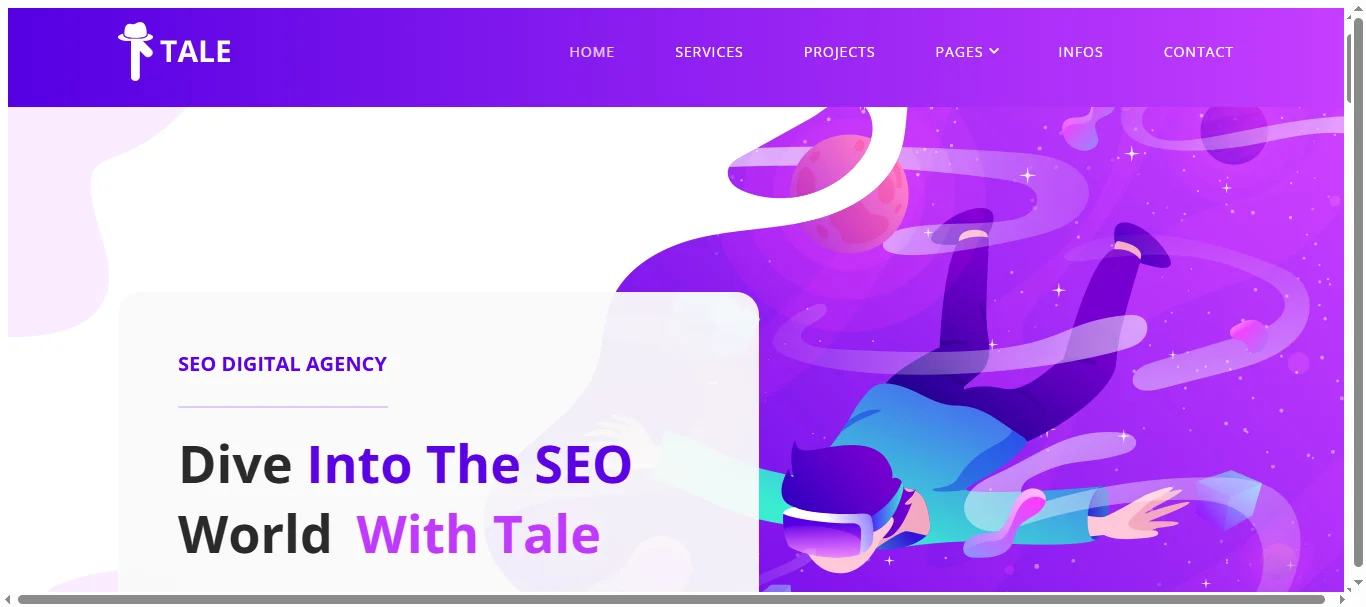 TALE
HOME SERVICES PROJECTS PAGES INFOS CONTACT
SEO DIGITAL AGENCY
Dive Into The SEO
World With Tale